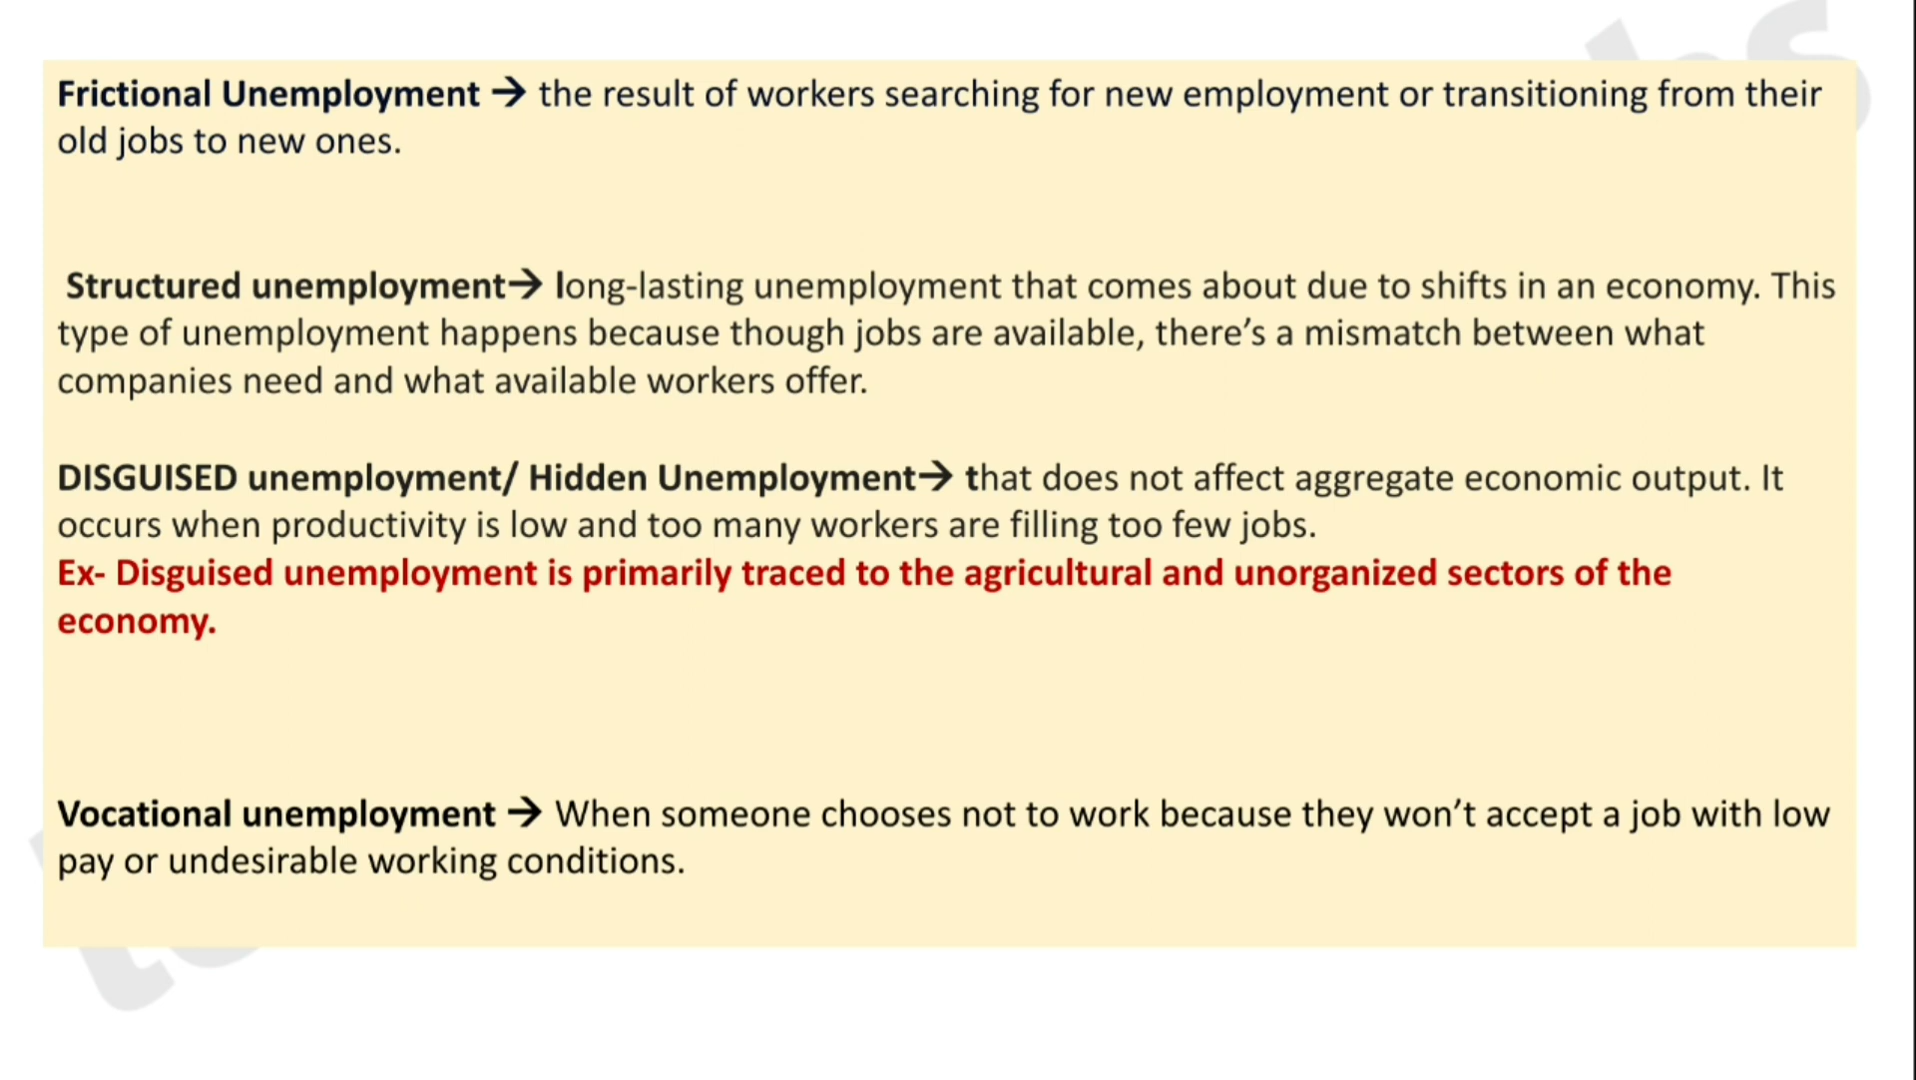 Frictional Unemployment → the result of workers searching for new employment or transitioning from their
old jobs to new ones.
Structured unemployment→ long-lasting unemployment that comes about due to shifts in an economy. This
type of unemployment happens because though jobs are available, there’s a mismatch between what
companies need and what available workers offer.
DISGUISED unemployment/ Hidden Unemployment→ that does not affect aggregate economic output. It
occurs when productivity is low and too many workers are filling too few jobs.
Ex- Disguised unemployment is primarily traced to the agricultural and unorganized sectors of the
economy.
Vocational unemployment → When someone chooses not to work because they won’t accept a job with low
pay or undesirable working conditions.